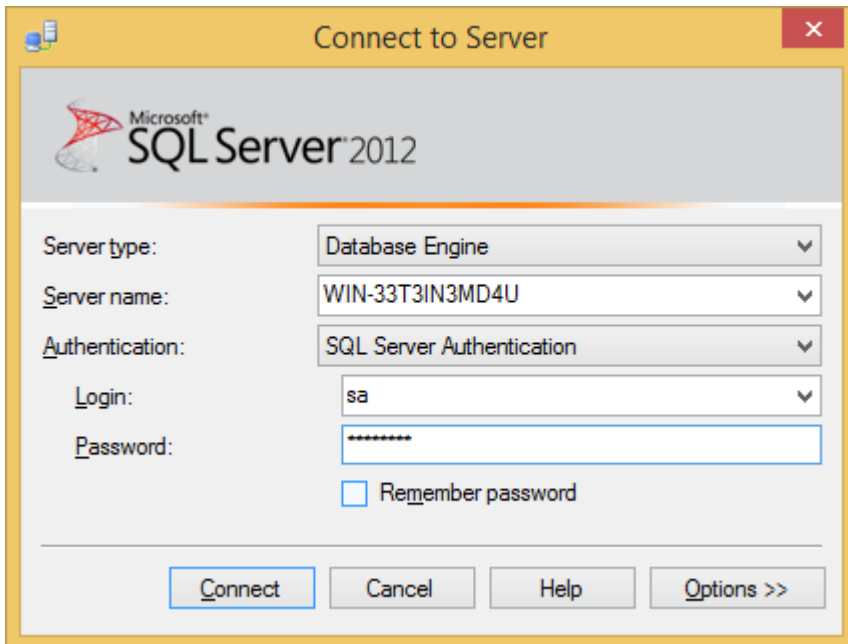 Connect to Server
Microsoft®
SQL Server® 2012
Server type:
Database Engine
Server name:
WIN-33T3IN3MD4U
Authentication:
SQL Server Authentication
Login:
sa
Password:
********
Remember password
Connect
Cancel
Help
Options >>